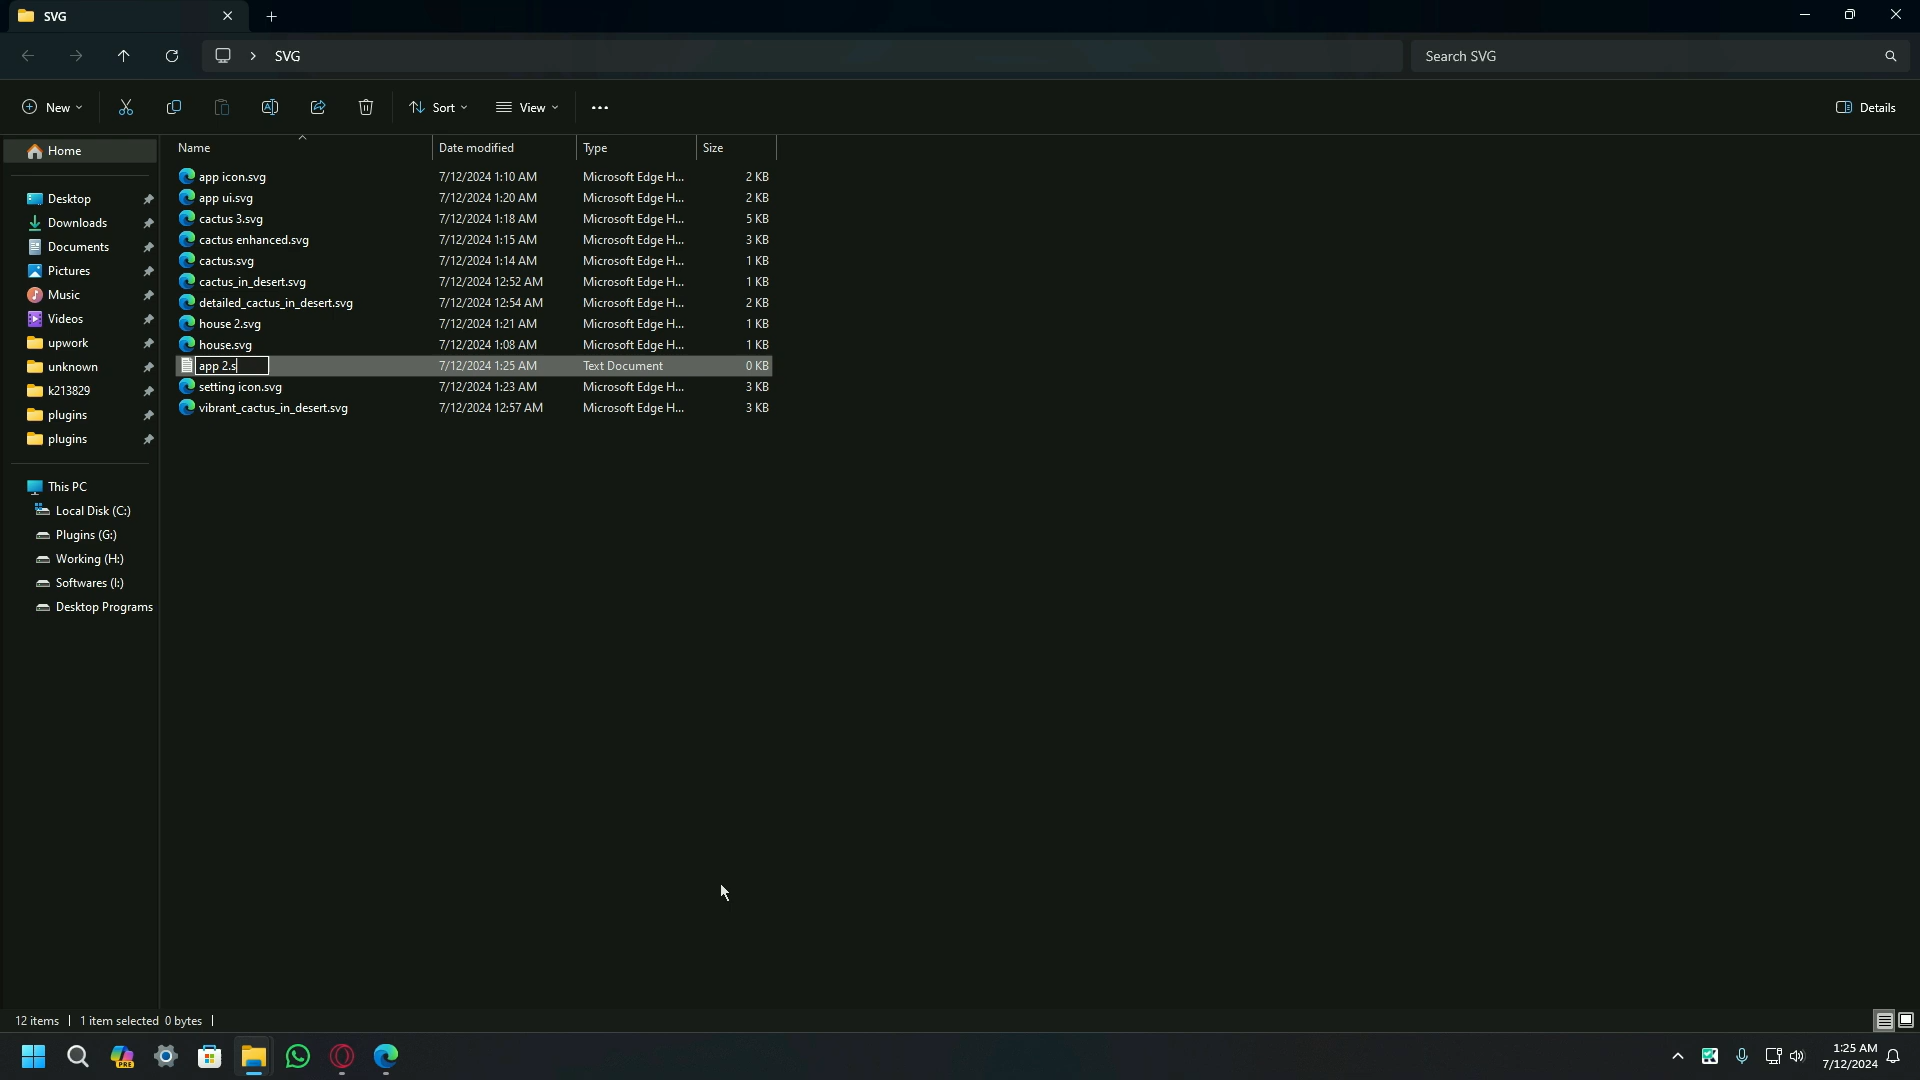 SVG
SVG
Search SVG
New
Sort
View
Details
Home
Desktop
Downloads
Documents
Pictures
Music
Videos
upwork
unknown
k213829
plugins
plugins
This PC
Local Disk (C:)
Plugins (G:)
Working (H:)
Softwares (I:)
Desktop Programs
Name Date modified Type Size
app icon.svg 7/12/2024 1:10 AM Microsoft Edge H... 2 KB
app ui.svg 7/12/2024 1:20 AM Microsoft Edge H... 2 KB
cactus 3.svg 7/12/2024 1:18 AM Microsoft Edge H... 5 KB
cactus enhanced.svg 7/12/2024 1:15 AM Microsoft Edge H... 3 KB
cactus.svg 7/12/2024 1:14 AM Microsoft Edge H... 1 KB
cactus_in_desert.svg 7/12/2024 12:52 AM Microsoft Edge H... 1 KB
detailed_cactus_in_desert.svg 7/12/2024 12:54 AM Microsoft Edge H... 2 KB
house 2.svg 7/12/2024 1:21 AM Microsoft Edge H... 1 KB
house.svg 7/12/2024 1:08 AM Microsoft Edge H... 1 KB
app 2.s 7/12/2024 1:25 AM Text Document 0 KB
setting icon.svg 7/12/2024 1:23 AM Microsoft Edge H... 3 KB
vibrant_cactus_in_desert.svg 7/12/2024 12:57 AM Microsoft Edge H... 3 KB
12 items 1 item selected 0 bytes
PRE
1:25 AM
7/12/2024